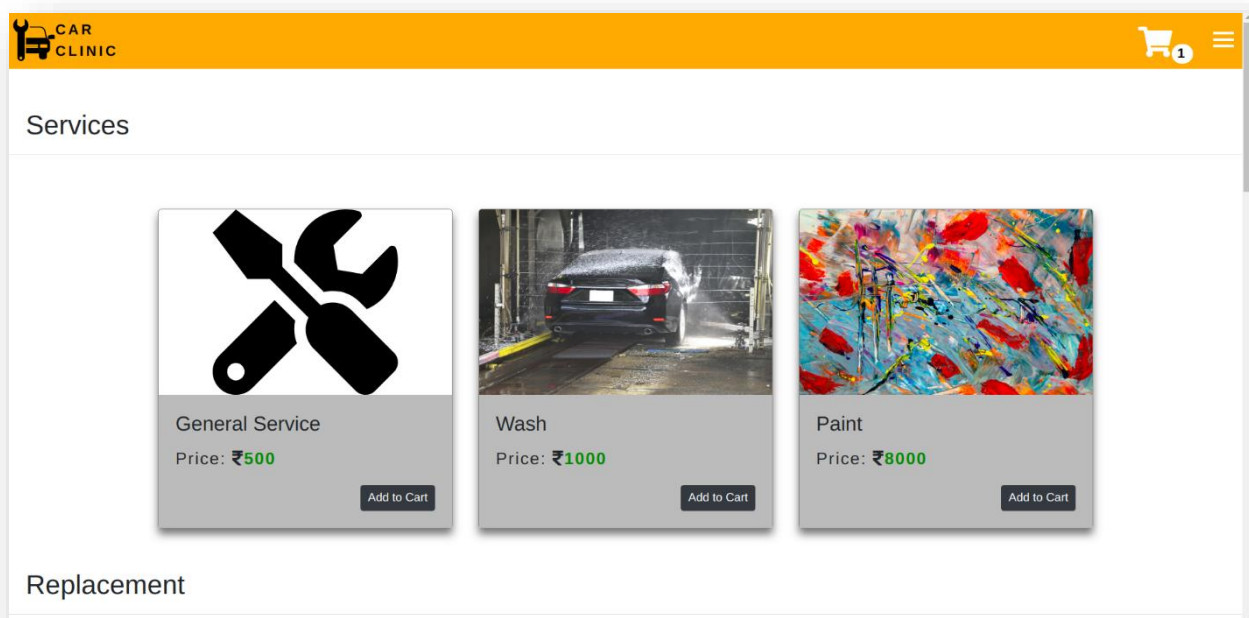 CAR
CLINIC
1
Services
General Service
Price: ₹500
Add to Cart
Wash
Price: ₹1000
Add to Cart
Paint
Price: ₹8000
Add to Cart
Replacement